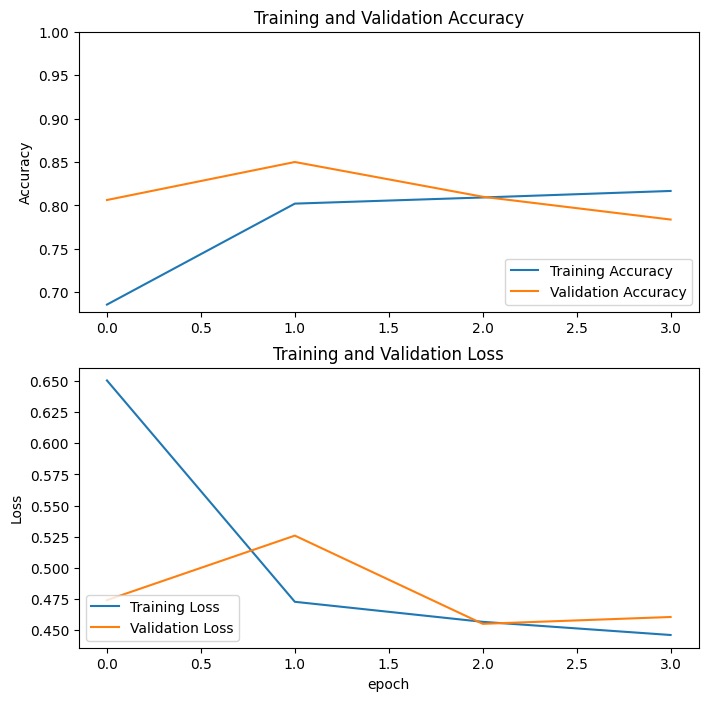 Training and Validation Accuracy
1.00
0.95
0.90
0.85
0.80
0.75
0.70
Accuracy
Training Accuracy
Validation Accuracy
0.0 0.5 1.0 1.5 2.0 2.5 3.0
Training and Validation Loss
0.650
0.625
0.600
0.575
0.550
0.525
0.500
0.475
0.450
Loss
Training Loss
Validation Loss
0.0 0.5 1.0 1.5 2.0 2.5 3.0
epoch